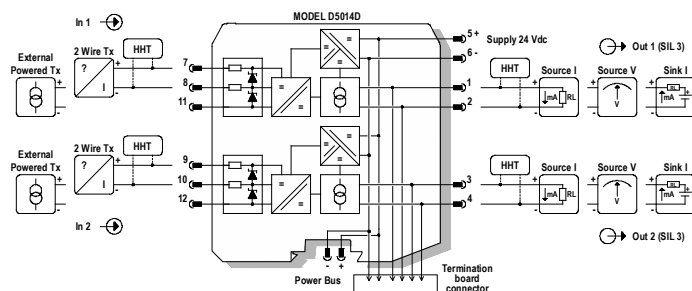 MODEL D5014D
In 1
5 +
Supply 24 Vdc
6 -
Out 1 (SIL 3)
External
Powered Tx
2 Wire Tx
HHT
7
8
11
1
2
HHT
Source I
Source V
Sink I
+
-
?
I
+
-
=
=
=
=
=
+
-
mA
RL
+
-
V
+
-
RL
mA
+
-
External
Powered Tx
2 Wire Tx
HHT
9
10
12
3
4
HHT
Source I
Source V
Sink I
+
-
?
I
+
-
=
=
=
=
=
+
-
mA
RL
+
-
V
+
-
RL
mA
+
-
In 2
Out 2 (SIL 3)
- +
Power Bus
Termination
board
connector